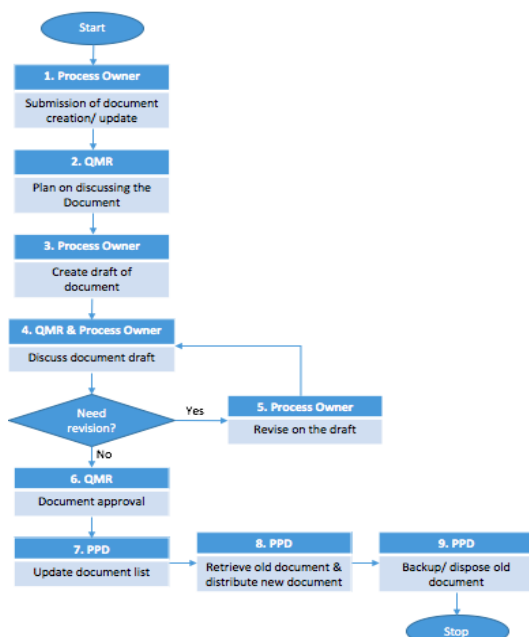 Start
1. Process Owner
Submission of document
creation/ update
2. QMR
Plan on discussing the
Document
3. Process Owner
Create draft of
document
4. QMR & Process Owner
Discuss document draft
Need
revision?
Yes
5. Process Owner
Revise on the draft
No
6. QMR
Document approval
7. PPD
Update document list
8. PPD
Retrieve old document &
distribute new document
9. PPD
Backup/ dispose old
document
Stop